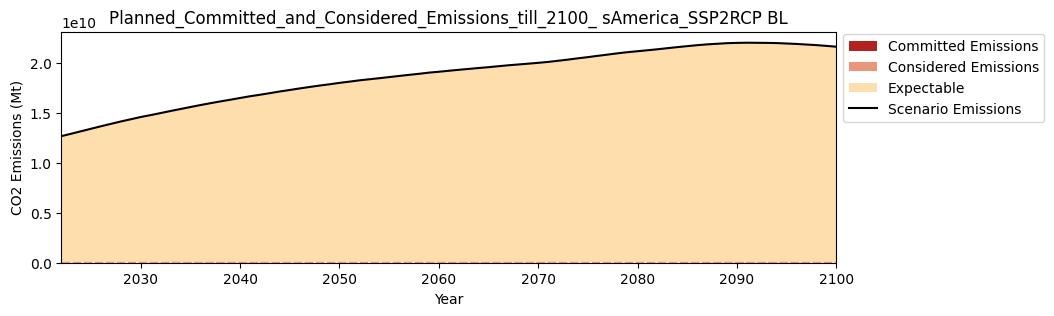 Planned_Committed_and_Considered_Emissions_till_2100_ sAmerica_SSP2RCP BL
1e10
2.0
1.5
1.0
0.5
0.0
CO2 Emissions (Mt)
2030 2040 2050 2060 2070 2080 2090 2100
Year
Committed Emissions
Considered Emissions
Expectable
Scenario Emissions